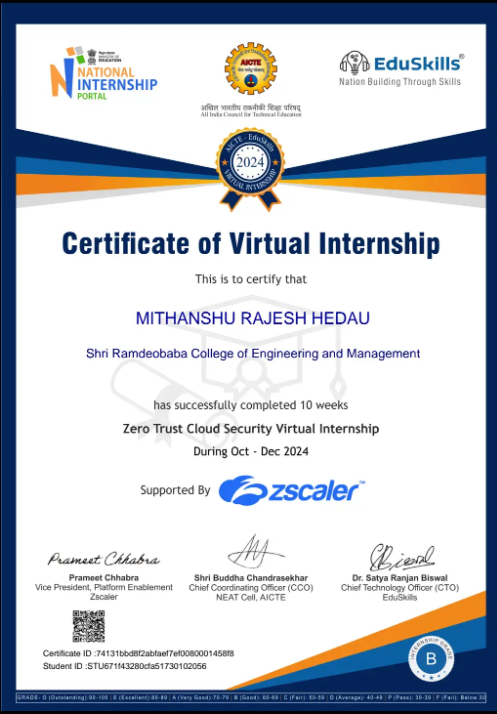 NATIONAL
INTERNSHIP
PORTAL
AICTE
अखिल भारतीय तकनीकी शिक्षा परिषद्
All India Council for Technical Education
EduSkills®
Nation Building Through Skills
AICTE - EduSkills
2024
VIRTUAL INTERNSHIP
Certificate of Virtual Internship
This is to certify that
MITHANSHU RAJESH HEDAU
Shri Ramdeobaba College of Engineering and Management
has successfully completed 10 weeks
Zero Trust Cloud Security Virtual Internship
During Oct - Dec 2024
Supported By zscaler™
Prameet Chhabra
Prameet Chhabra
Vice President, Platform Enablement
Zscaler
Shri Buddha Chandrasekhar
Chief Coordinating Officer (CCO)
NEAT Cell, AICTE
Dr. Satya Ranjan Biswal
Chief Technology Officer (CTO)
EduSkills
Certificate ID :74131bbd8f2abfaef7ef0080001458f8
Student ID :STU671f43280cfa51730102056
INTERNSHIP GRADE
B
GRADE- O (Outstanding):90-100 | E (Excellent):80-89 | A (Very Good):70-79 | B (Good): 60-69 | C (Fair): 50-59 | D (Average): 40-49 | P (Pass): 30-39 | F (Fail): Below 30